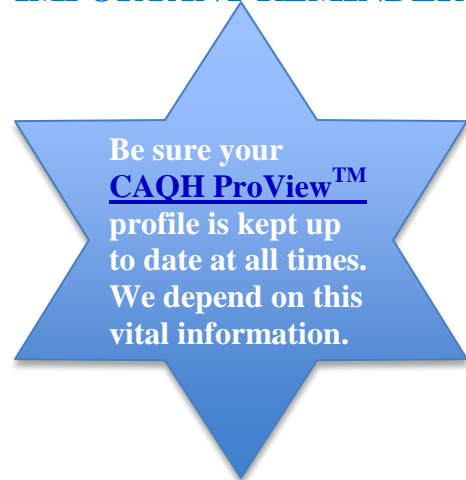 Be sure your
CAQH ProView™
profile is kept up
to date at all times.
We depend on this
vital information.